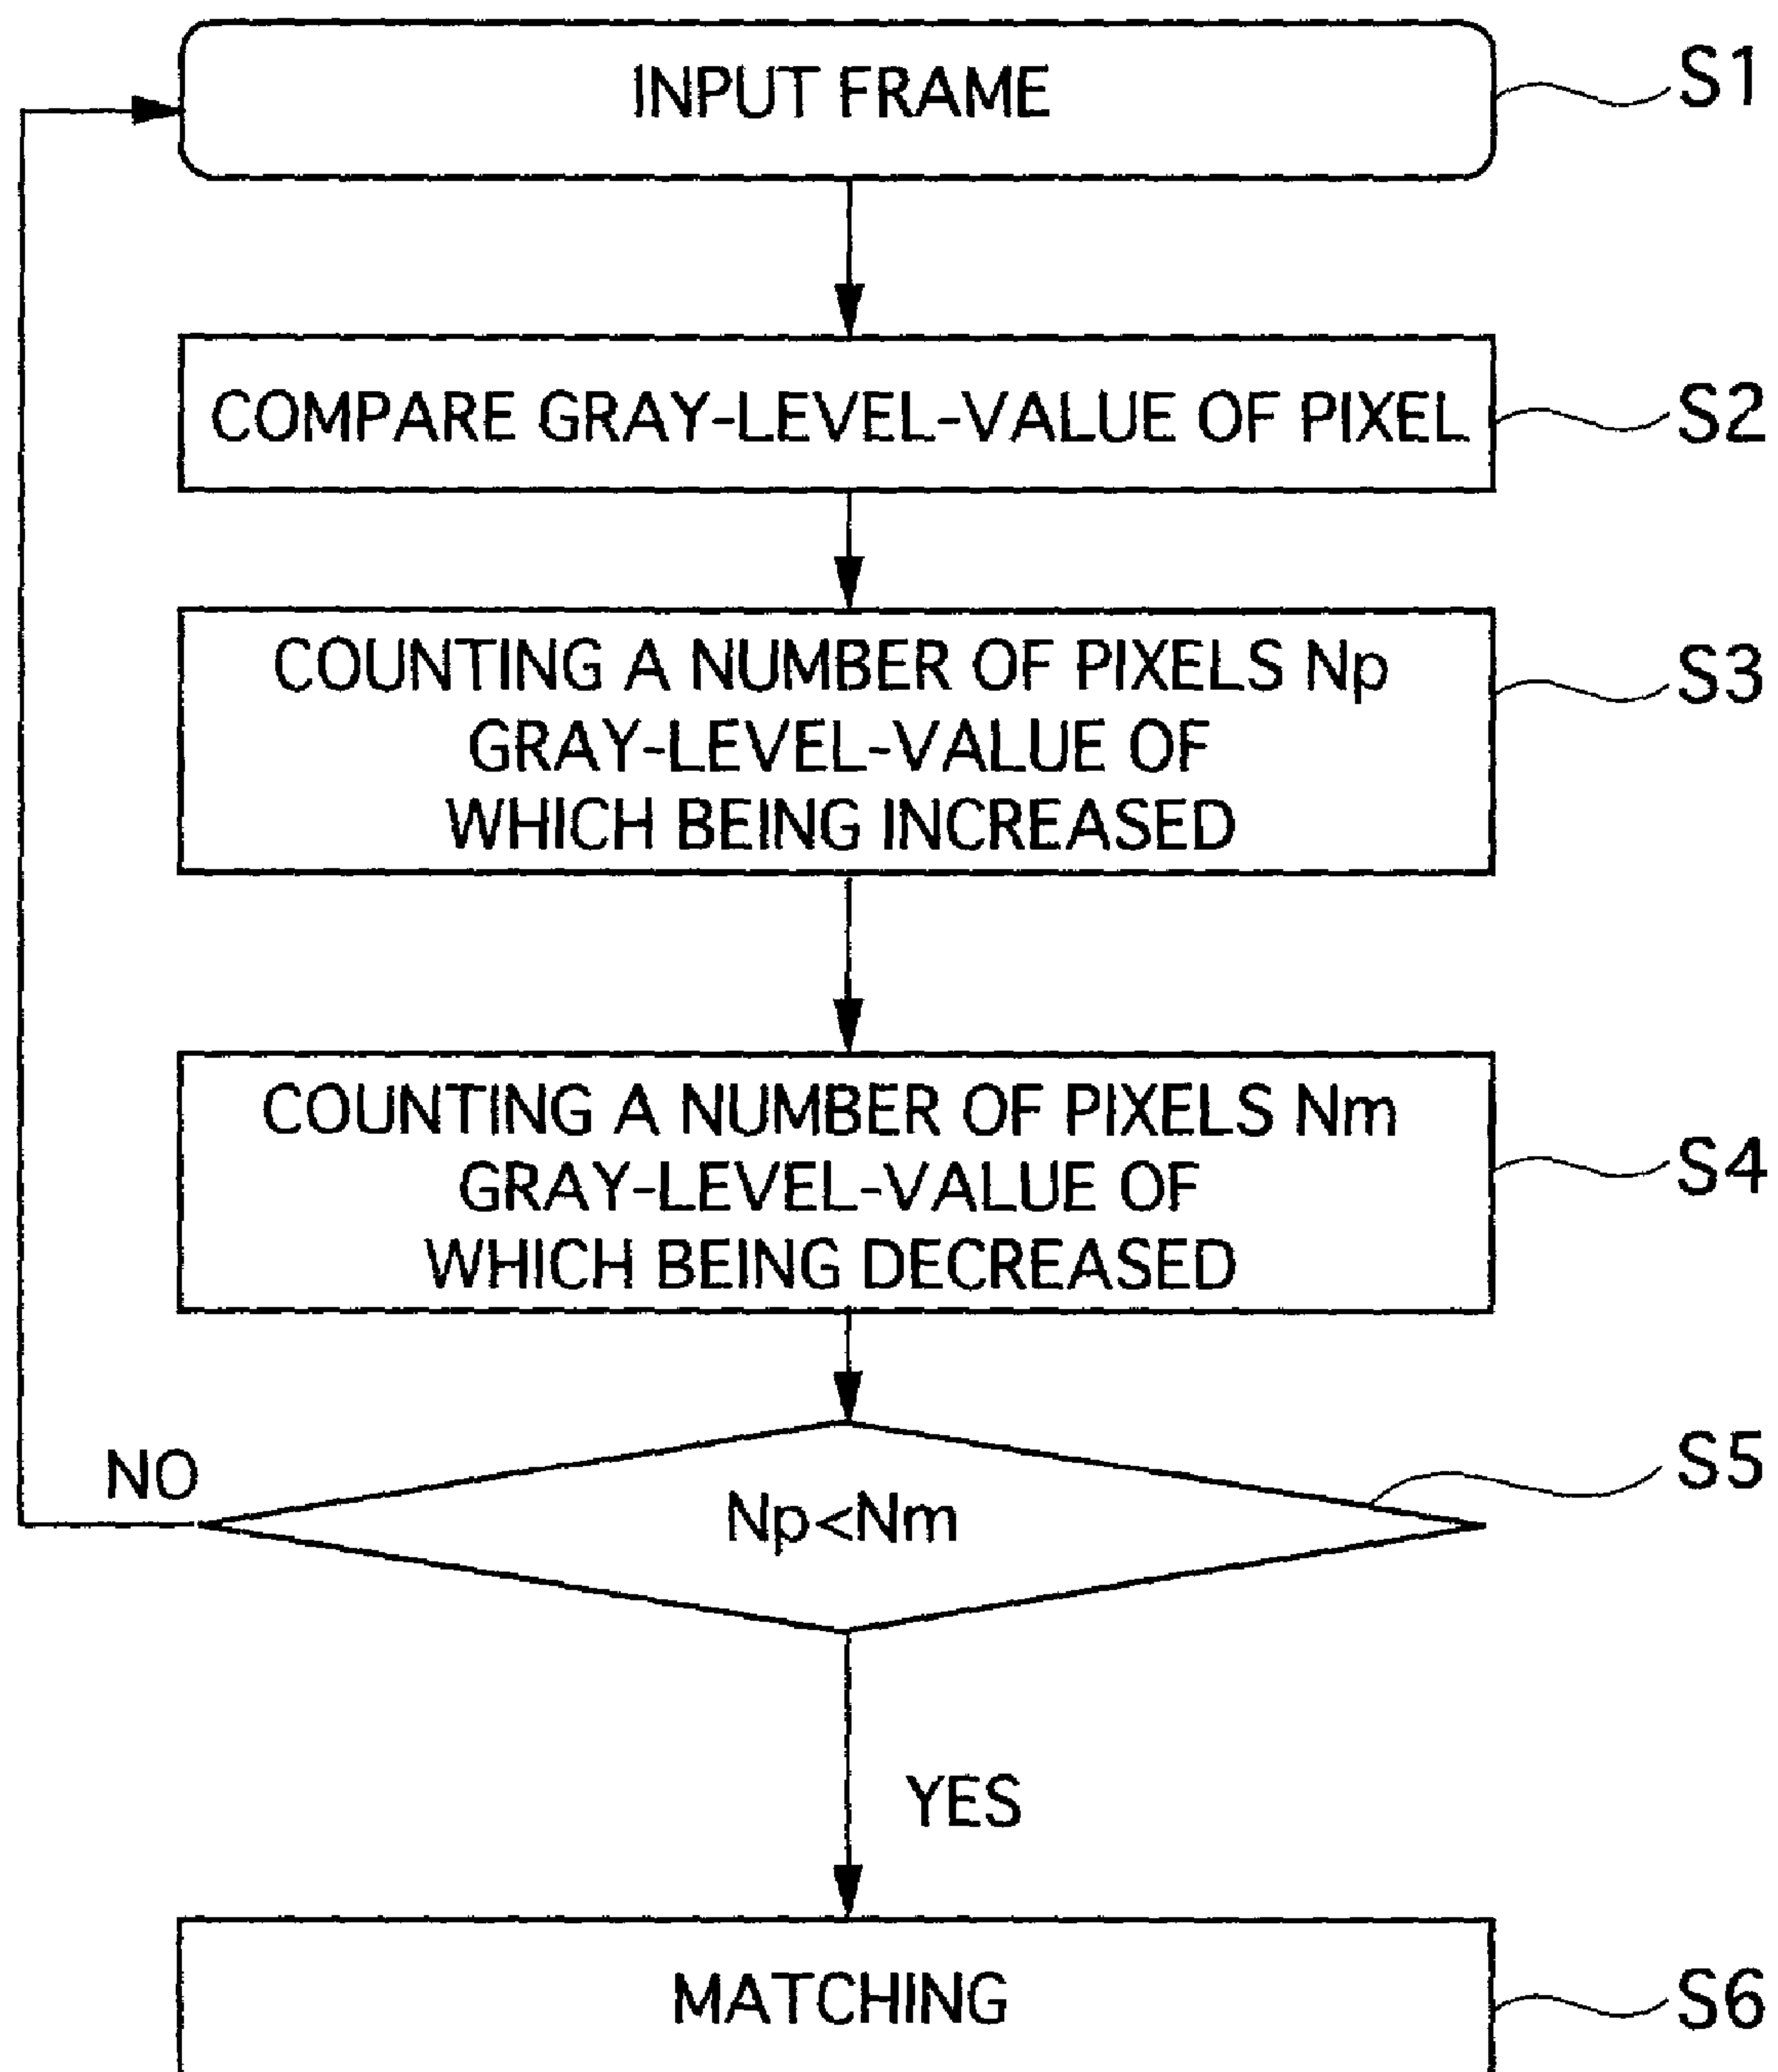 INPUT FRAME
S1
COMPARE GRAY-LEVEL-VALUE OF PIXEL
S2
COUNTING A NUMBER OF PIXELS Np
GRAY-LEVEL-VALUE OF
WHICH BEING INCREASED
S3
COUNTING A NUMBER OF PIXELS Nm
GRAY-LEVEL-VALUE OF
WHICH BEING DECREASED
S4
NO
Np<Nm
S5
YES
MATCHING
S6